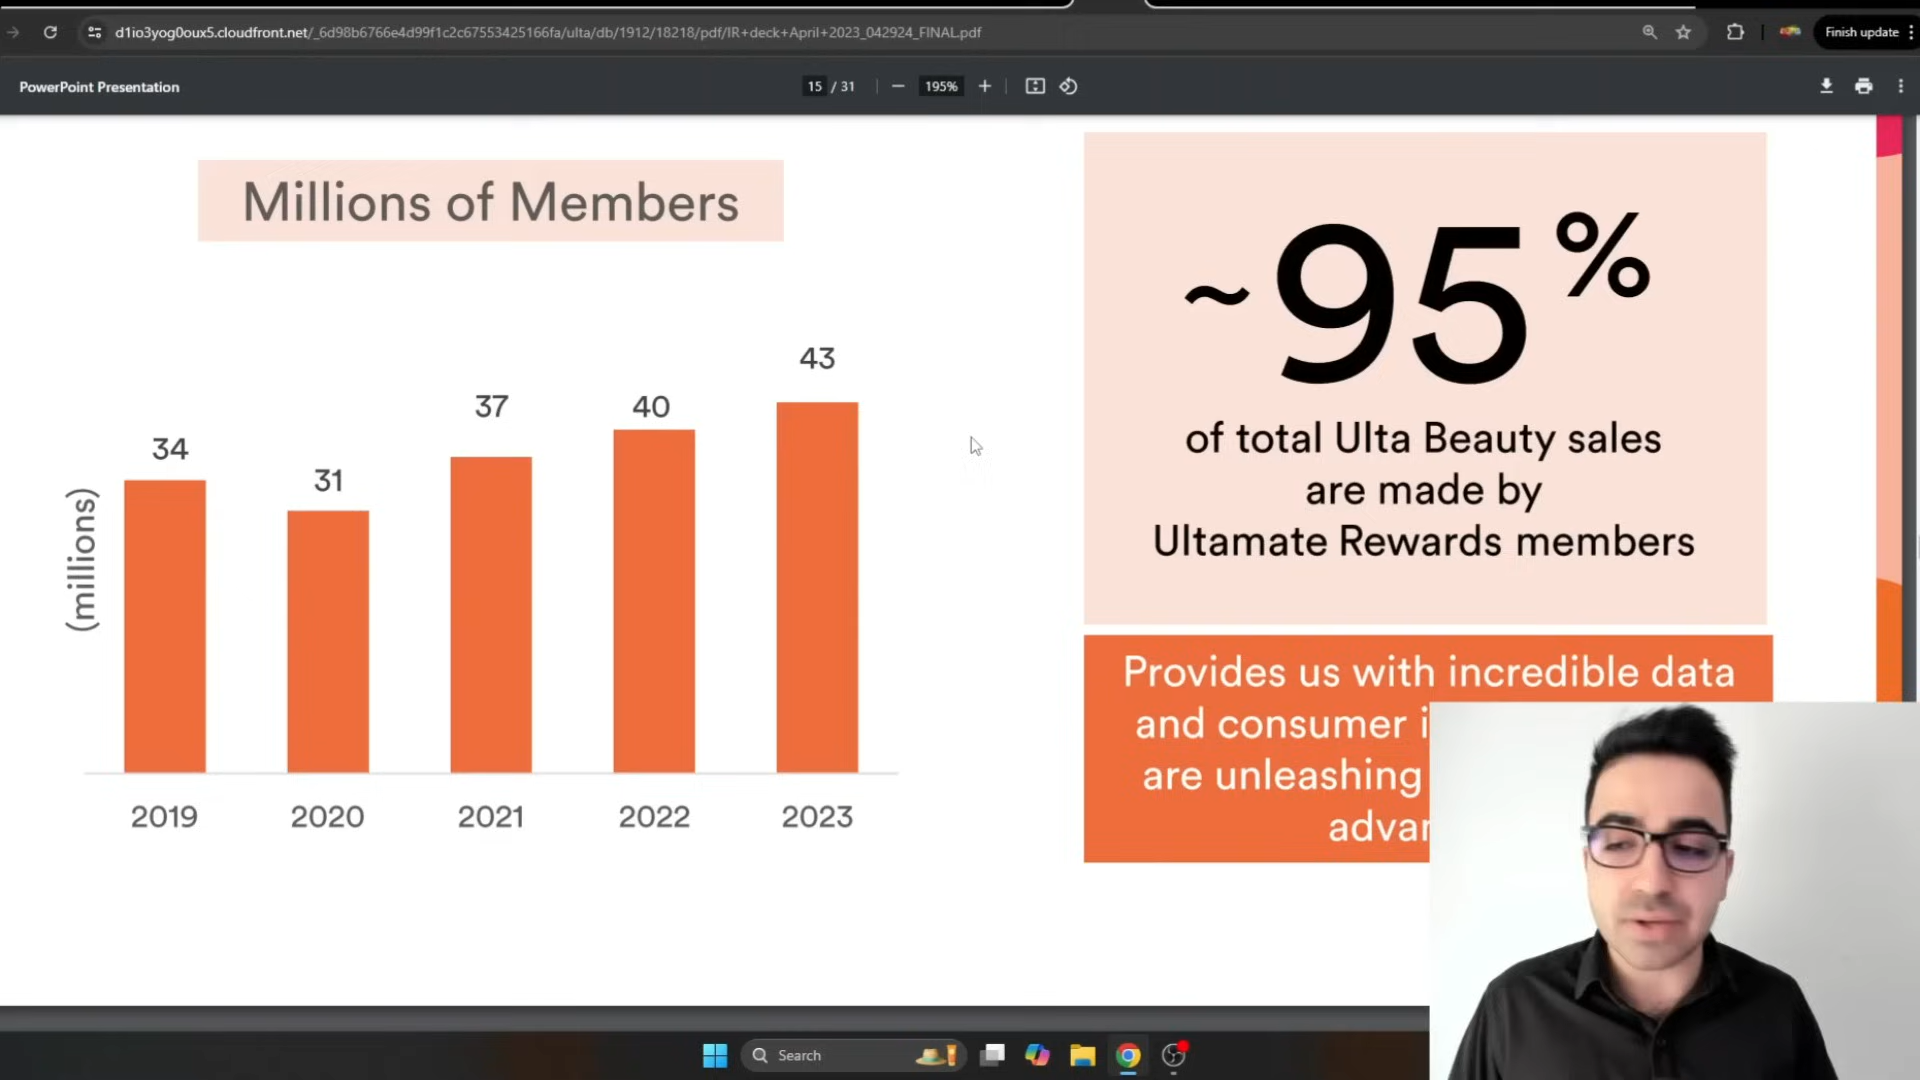 d1io3yog0oux5.cloudfront.net/_6d98b6766e4d99f1c2c67553425166fa/ulta/db/1912/18218/pdf/IR+deck+April+2023_042924_FINAL.pdf
Finish update
PowerPoint Presentation
15 / 31
195%
Millions of Members
(millions)
34
31
37
40
43
2019
2020
2021
2022
2023
~95%
of total Ulta Beauty sales
are made by
Ultamate Rewards members
Provides us with incredible data
and consumer
are unleashing
Search